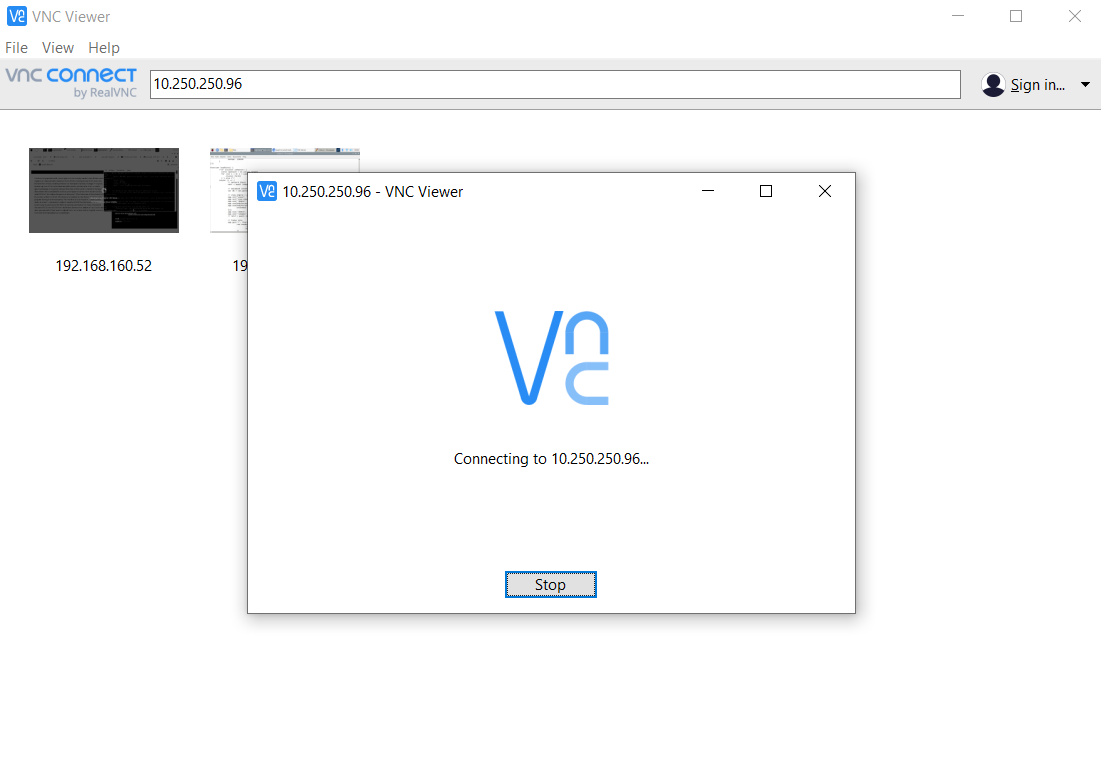 VNC Viewer
File View Help
vnc connect
by RealVNC
10.250.250.96
Sign in...
192.168.160.52
19
10.250.250.96 - VNC Viewer
Connecting to 10.250.250.96...
Stop